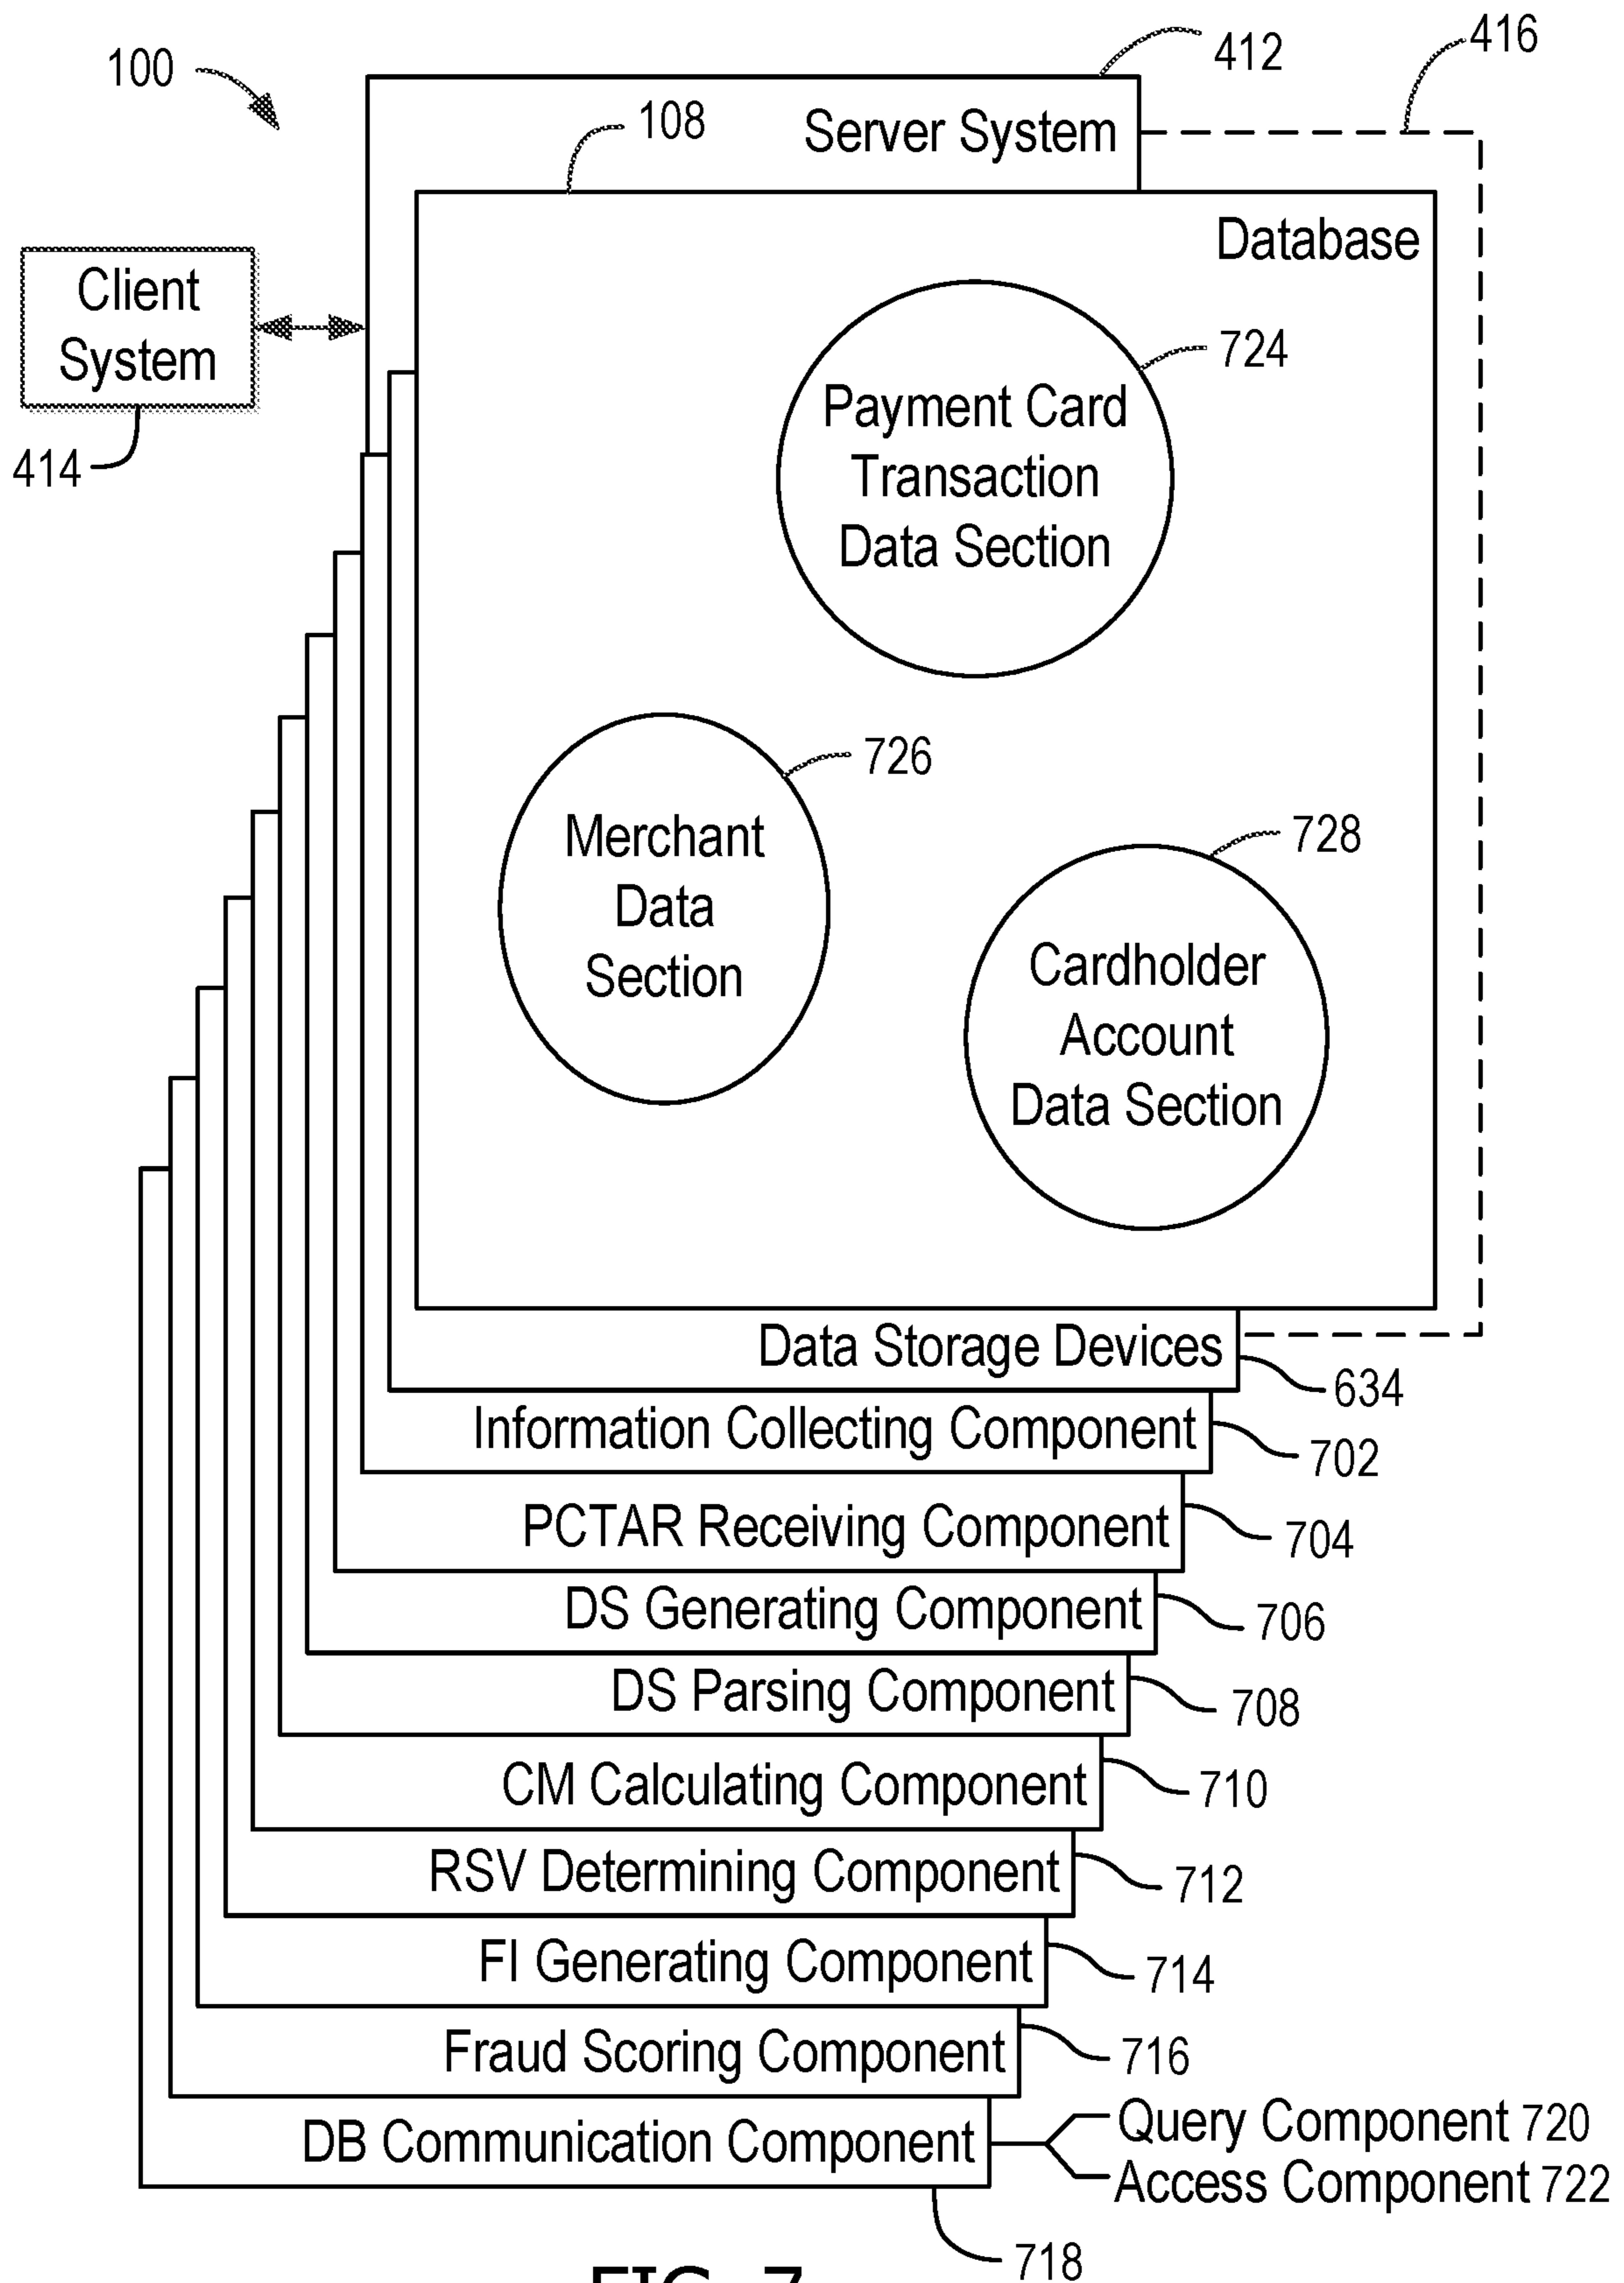 100
412
416
108
Server System
Database
Client
System
414
724
Payment Card
Transaction
Data Section
726
Merchant
Data
Section
728
Cardholder
Account
Data Section
Data Storage Devices
634
Information Collecting Component
702
PCTAR Receiving Component
704
DS Generating Component
706
DS Parsing Component
708
CM Calculating Component
710
RSV Determining Component
712
FI Generating Component
714
Fraud Scoring Component
716
DB Communication Component
Query Component 720
Access Component 722
718
FIG. 7